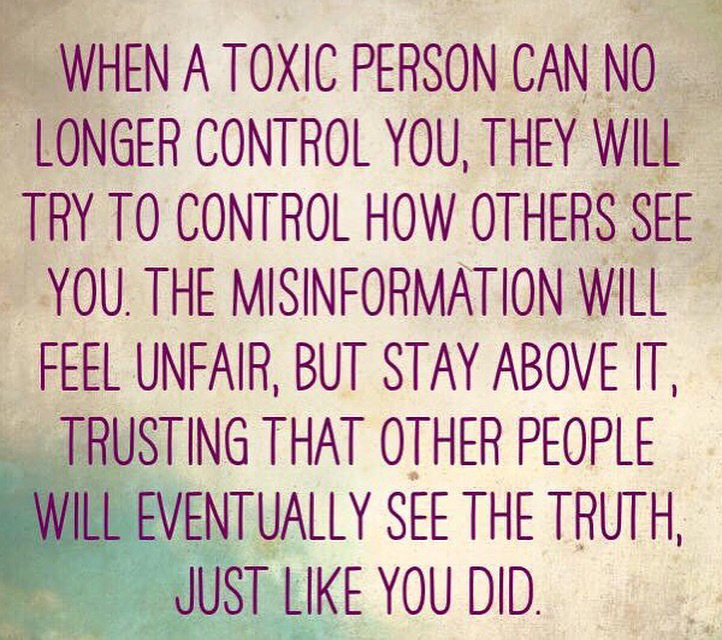 WHEN A TOXIC PERSON CAN NO
LONGER CONTROL YOU, THEY WILL
TRY TO CONTROL HOW OTHERS SEE
YOU. THE MISINFORMATION WILL
FEEL UNFAIR, BUT STAY ABOVE IT,
TRUSTING THAT OTHER PEOPLE
WILL EVENTUALLY SEE THE TRUTH,
JUST LIKE YOU DID.